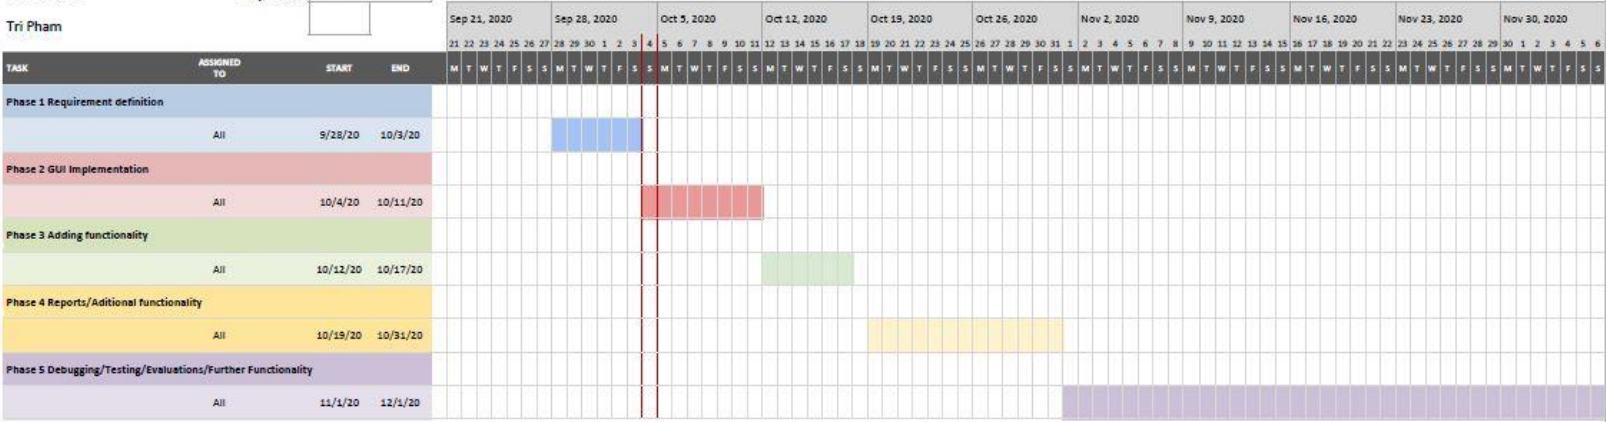 Tri Pham
Sep 21, 2020 Sep 28, 2020 Oct 5, 2020 Oct 12, 2020 Oct 19, 2020 Oct 26, 2020 Nov 2, 2020 Nov 9, 2020 Nov 16, 2020 Nov 23, 2020 Nov 30, 2020
21 22 23 24 25 26 27 28 29 30 1 2 3 4 5 6 7 8 9 10 11 12 13 14 15 16 17 18 19 20 21 22 23 24 25 26 27 28 29 30 31 1 2 3 4 5 6 7 8 9 10 11 12 13 14 15 16 17 18 19 20 21 22 23 24 25 26 27 28 29 30 1 2 3 4 5 6
TASK ASSIGNED TO START END M T W T F S S M T W T F S S M T W T F S S M T W T F S S M T W T F S S M T W T F S S M T W T F S S M T W T F S S M T W T F S S M T W T F S S M T W T F S S
Phase 1 Requirement definition
All 9/28/20 10/3/20
Phase 2 GUI Implementation
All 10/4/20 10/11/20
Phase 3 Adding functionality
All 10/12/20 10/17/20
Phase 4 Reports/Aditional functionality
All 10/19/20 10/31/20
Phase 5 Debugging/Testing/Evaluations/Further Functionality
All 11/1/20 12/1/20